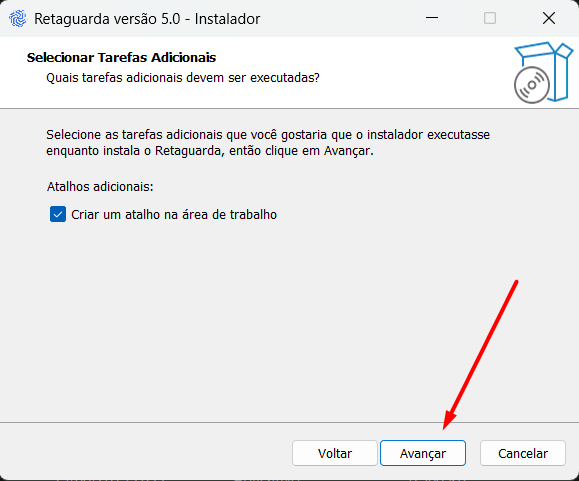 Retaguarda versão 5.0 - Instalador
Selecionar Tarefas Adicionais
Quais tarefas adicionais devem ser executadas?
Selecione as tarefas adicionais que você gostaria que o instalador executasse
enquanto instala o Retaguarda, então clique em Avançar.
Atalhos adicionais:
Criar um atalho na área de trabalho
Voltar Avançar Cancelar